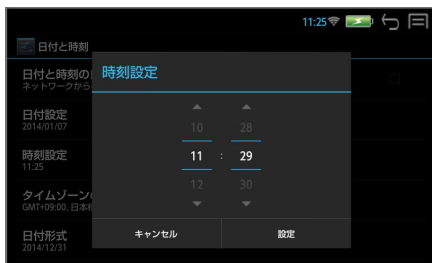 11:25
日付と時刻
日付と時刻の
ネットワークから
時刻設定
日付設定
2014/01/07
10 28
11 : 29
12 30
時刻設定
11:25
タイムゾーン
GMT+09:00, 日本標
キャンセル 設定
日付形式
2014/12/31